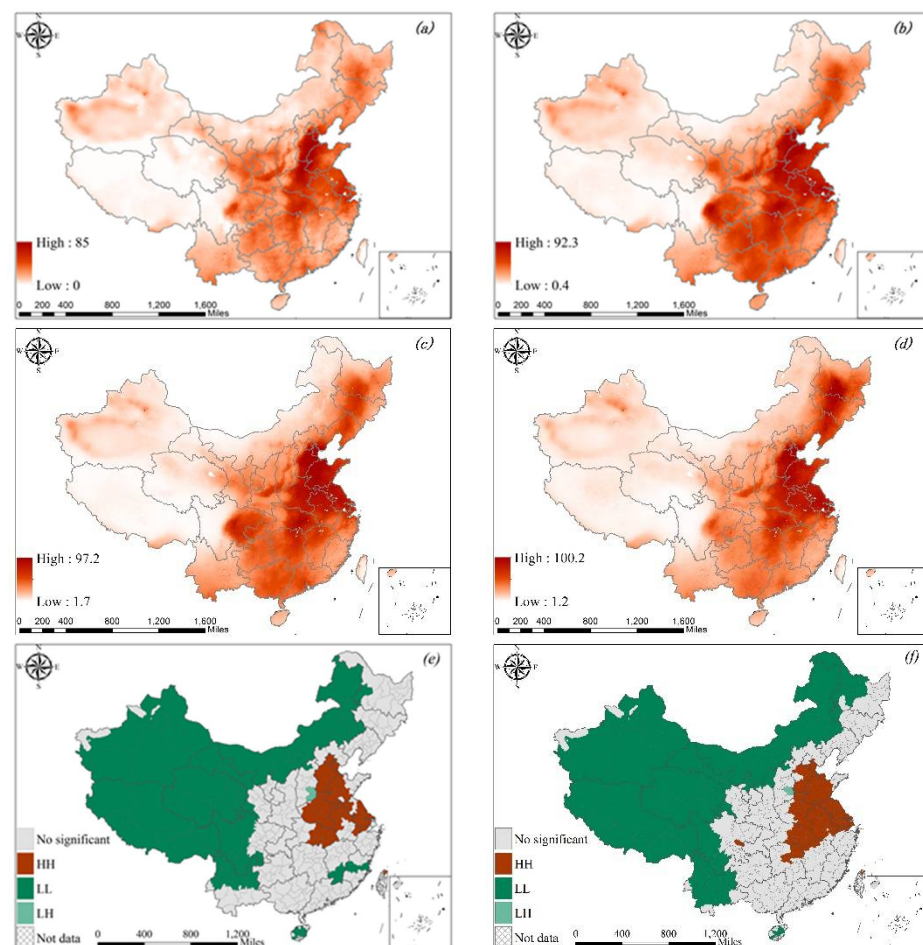 N
W E
S
(a)
High : 85
Low : 0
0 200 400 800 1,200 1,600
Miles
N
W E
S
(b)
High : 92.3
Low : 0.4
0 200 400 800 1,200 1,600
Miles
N
W E
S
(c)
High : 97.2
Low : 1.7
0 200 400 800 1,200 1,600
Miles
N
W E
S
(d)
High : 100.2
Low : 1.2
0 200 400 800 1,200 1,600
Miles
N
W E
S
(e)
No significant
HH
LL
LH
Not data
0 400 800 1,200
Miles
N
W E
S
(f)
No significant
HH
LL
LH
Not data
0 400 800 1,200
Miles